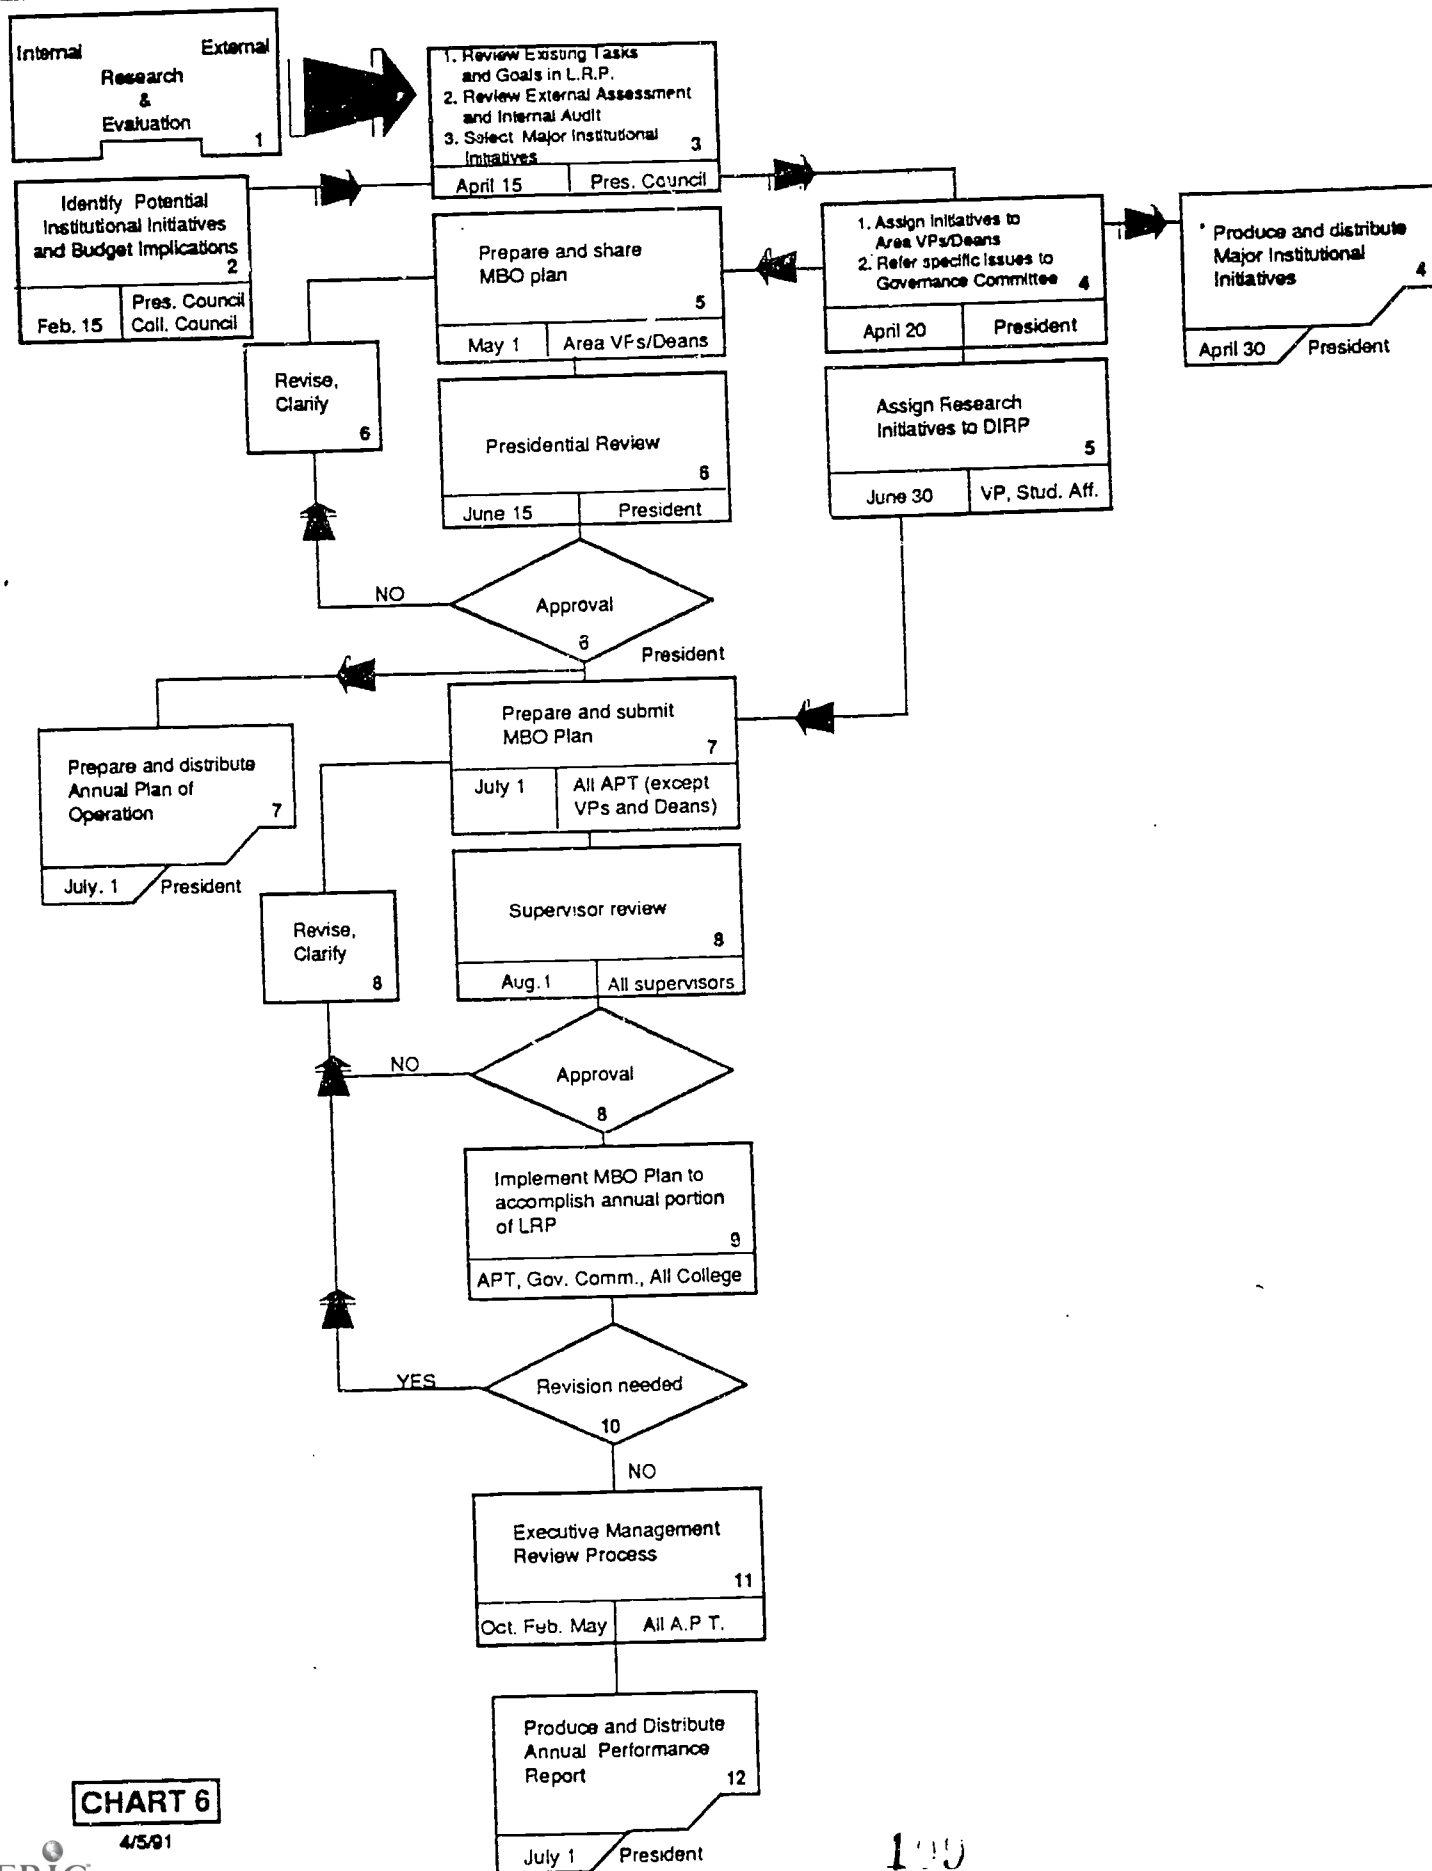 Internal External
Research
&
Evaluation
1
1. Review Existing Tasks
and Goals in L.R.P.
2. Review External Assessment
and Internal Audit
3. Select Major Institutional
Initiatives
3
April 15 Pres. Council
Identify Potential
Institutional Initiatives
and Budget Implications
2
Feb. 15 Pres. Council
Coll. Council
Prepare and share
MBO plan
5
May 1 Area VPs/Deans
1. Assign Initiatives to
Area VPs/Deans
2. Refer specific Issues to
Governance Committee 4
April 20 President
* Produce and distribute
Major Institutional
Initiatives
4
April 30 President
Revise,
Clarify
6
Presidential Review
6
June 15 President
Assign Research
Initiatives to DIRP
5
June 30 VP, Stud. Aff.
NO
Approval
6
President
Prepare and submit
MBO Plan
7
July 1 All APT (except
VPs and Deans)
Prepare and distribute
Annual Plan of
Operation
7
July. 1 President
Revise,
Clarify
8
Supervisor review
8
Aug.1 All supervisors
NO
Approval
8
Implement MBO Plan to
accomplish annual portion
of LRP
9
APT, Gov. Comm., All College
YES
Revision needed
10
NO
Executive Management
Review Process
11
Oct. Feb. May All A.P T.
Produce and Distribute
Annual Performance
Report
12
July 1 President
CHART 6
4/5/91